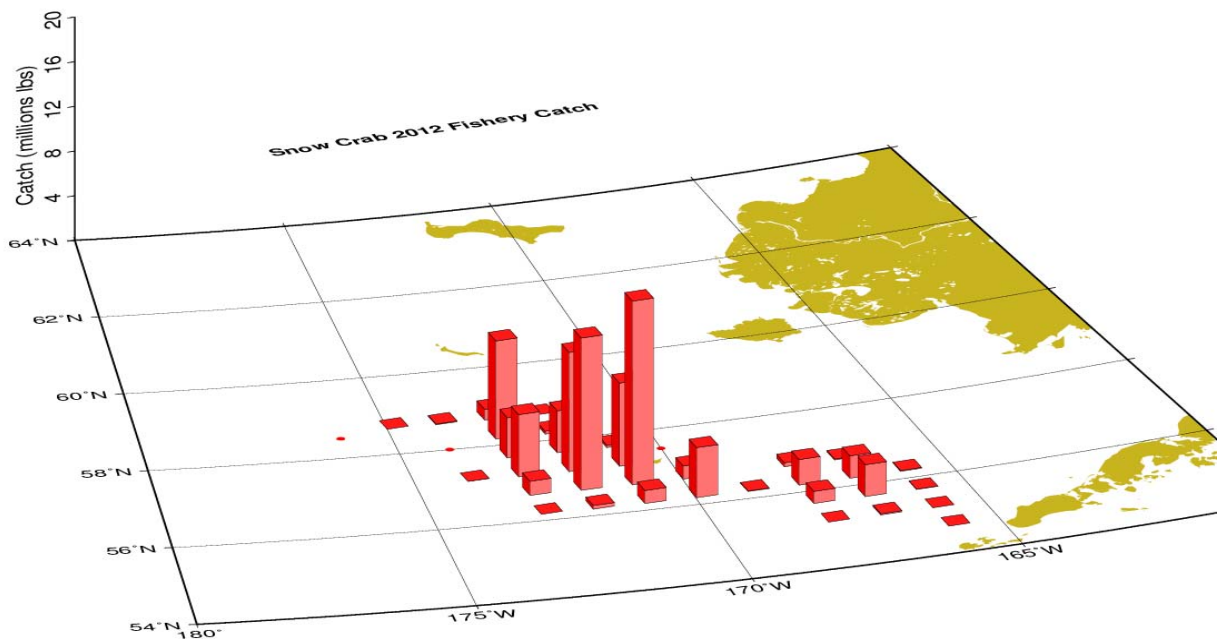 20
16
12
8
4
Catch (millions lbs)
Snow Crab 2012 Fishery Catch
64°N
62°N
60°N
58°N
56°N
54°N
180°
175°W
170°W
165°W